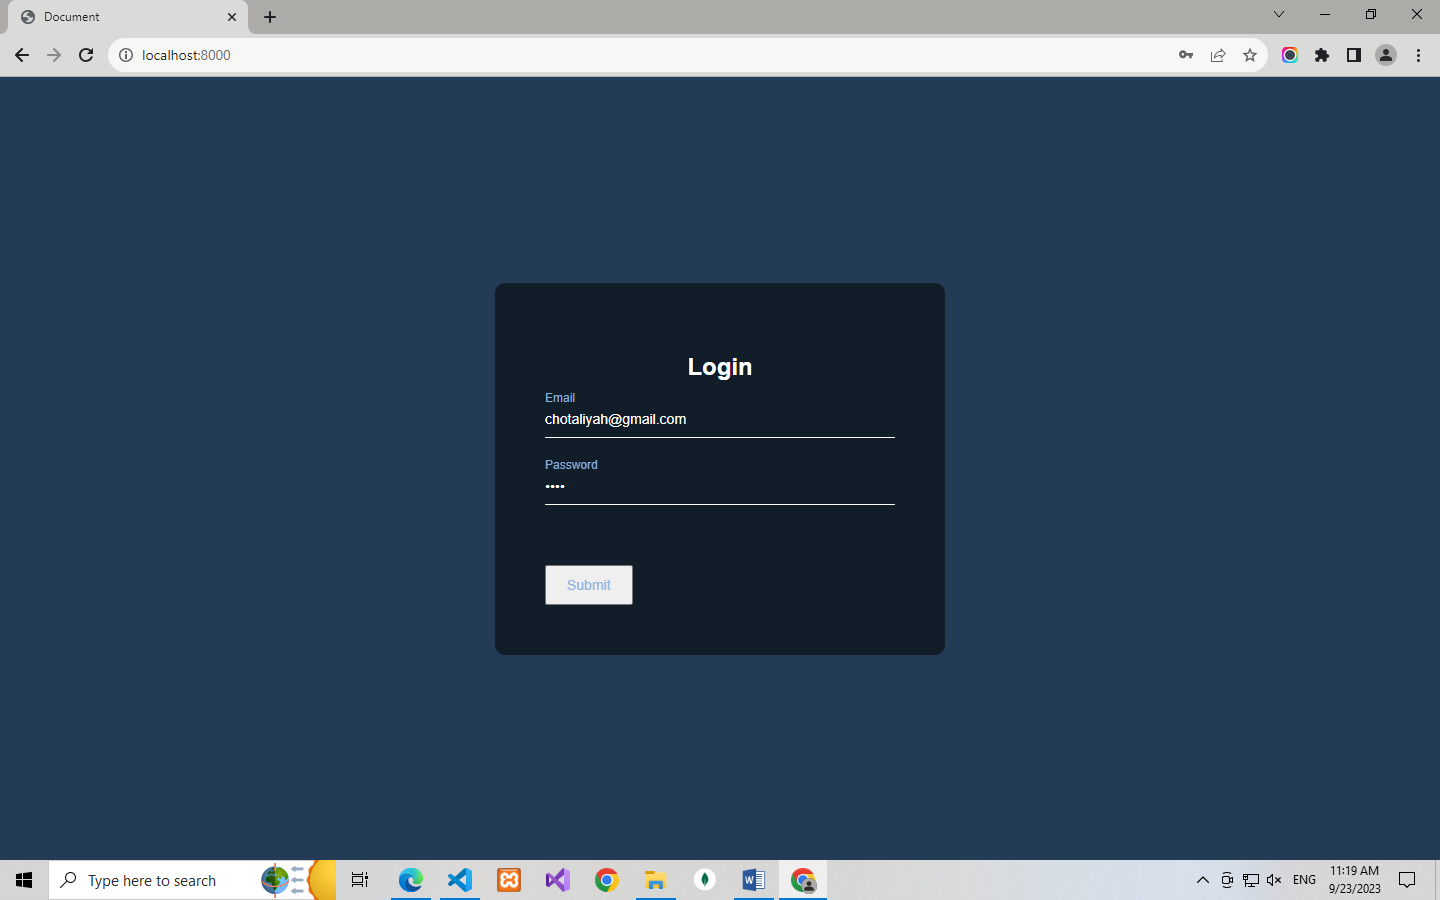 Document
localhost:8000
Login
Email
chotaliyah@gmail.com
Password
••••
Submit
Type here to search
ENG
11:19 AM
9/23/2023